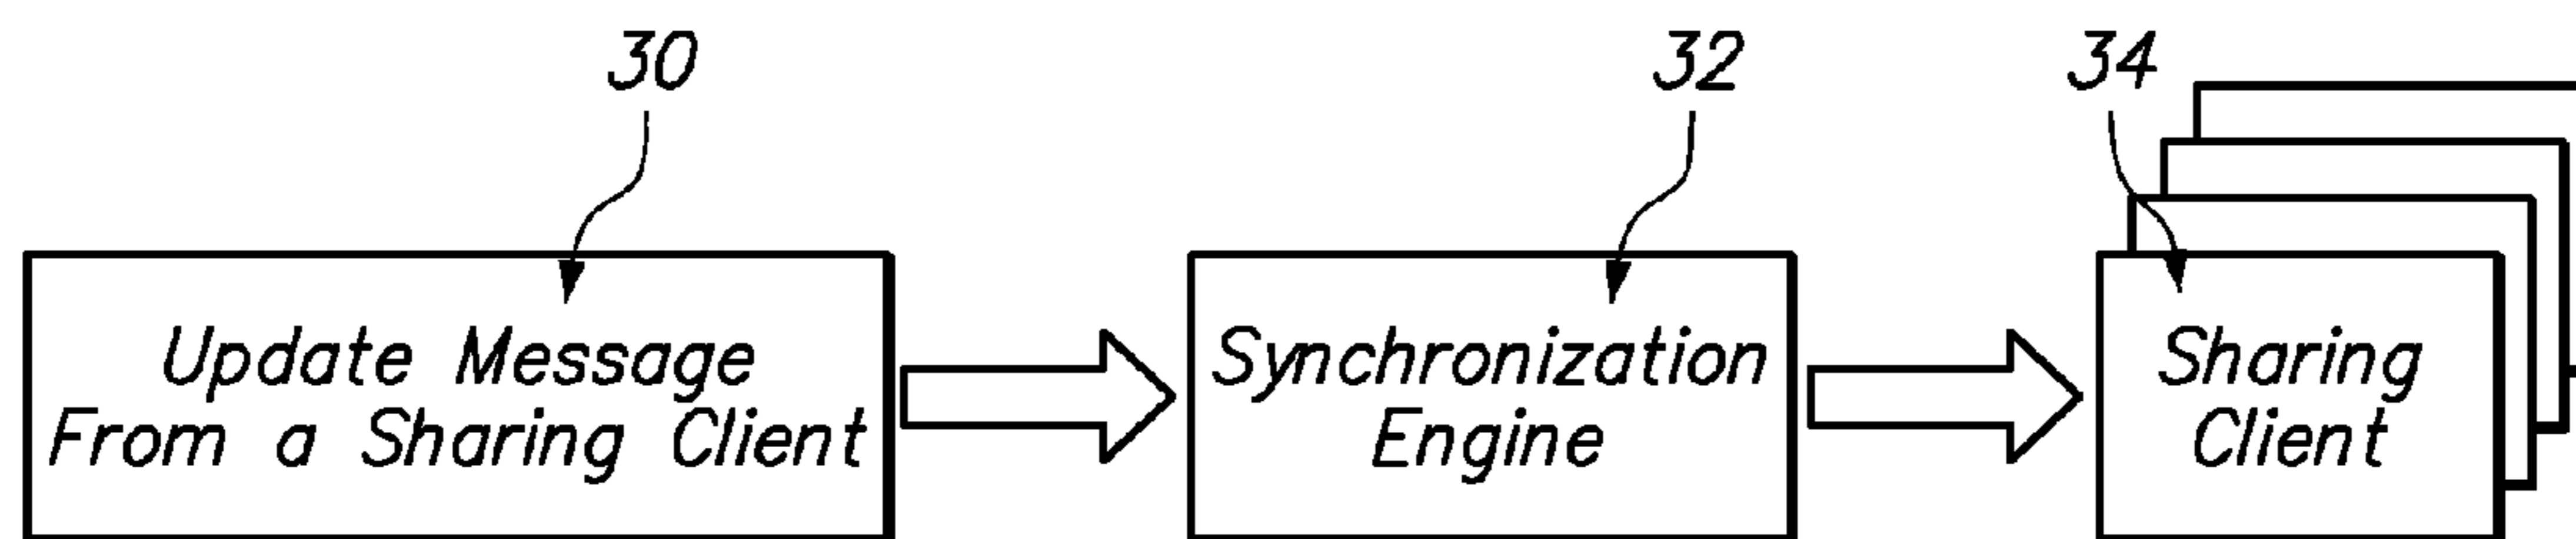 30
32
34
Update Message
From a Sharing Client
Synchronization
Engine
Sharing
Client